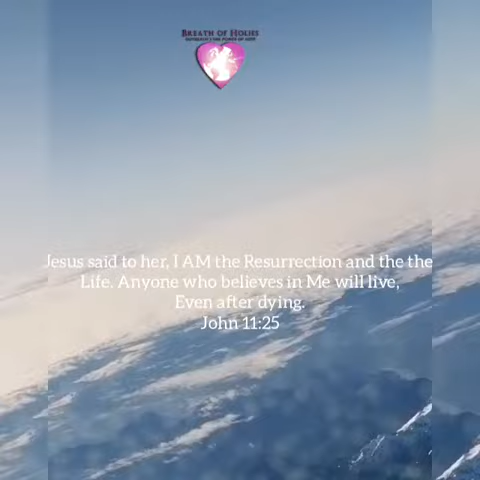 Breath of Holies
Jesus said to her, I AM the Resurrection and the the
Life. Anyone who believes in Me will live,
Even after dying.
John 11:25